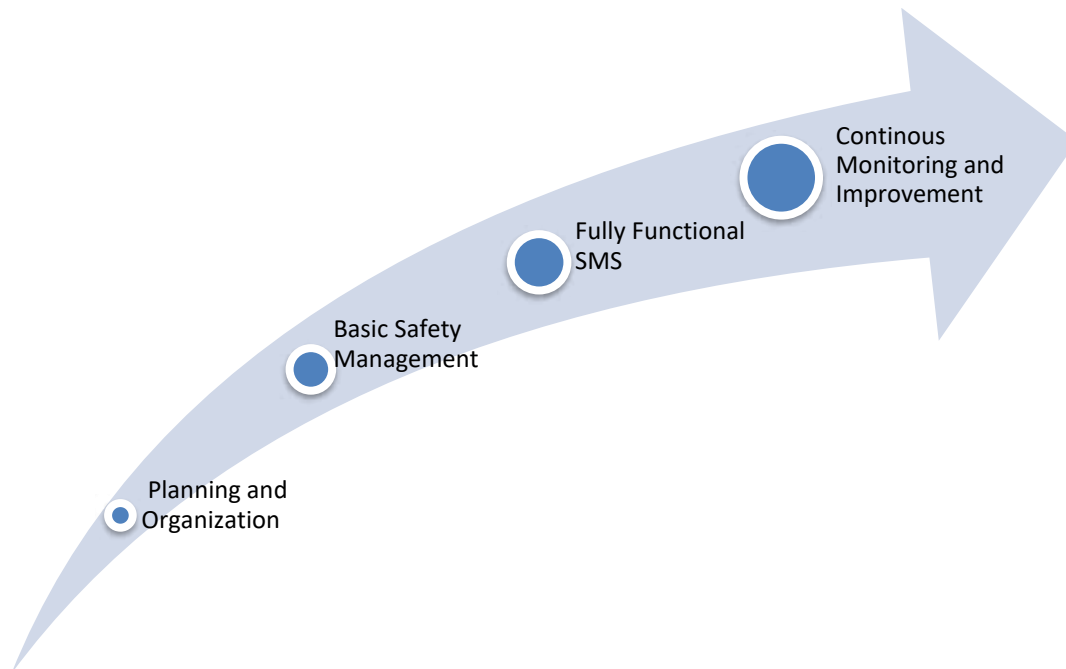 Continous
Monitoring and
Improvement
Fully Functional
SMS
Basic Safety
Management
Planning and
Organization